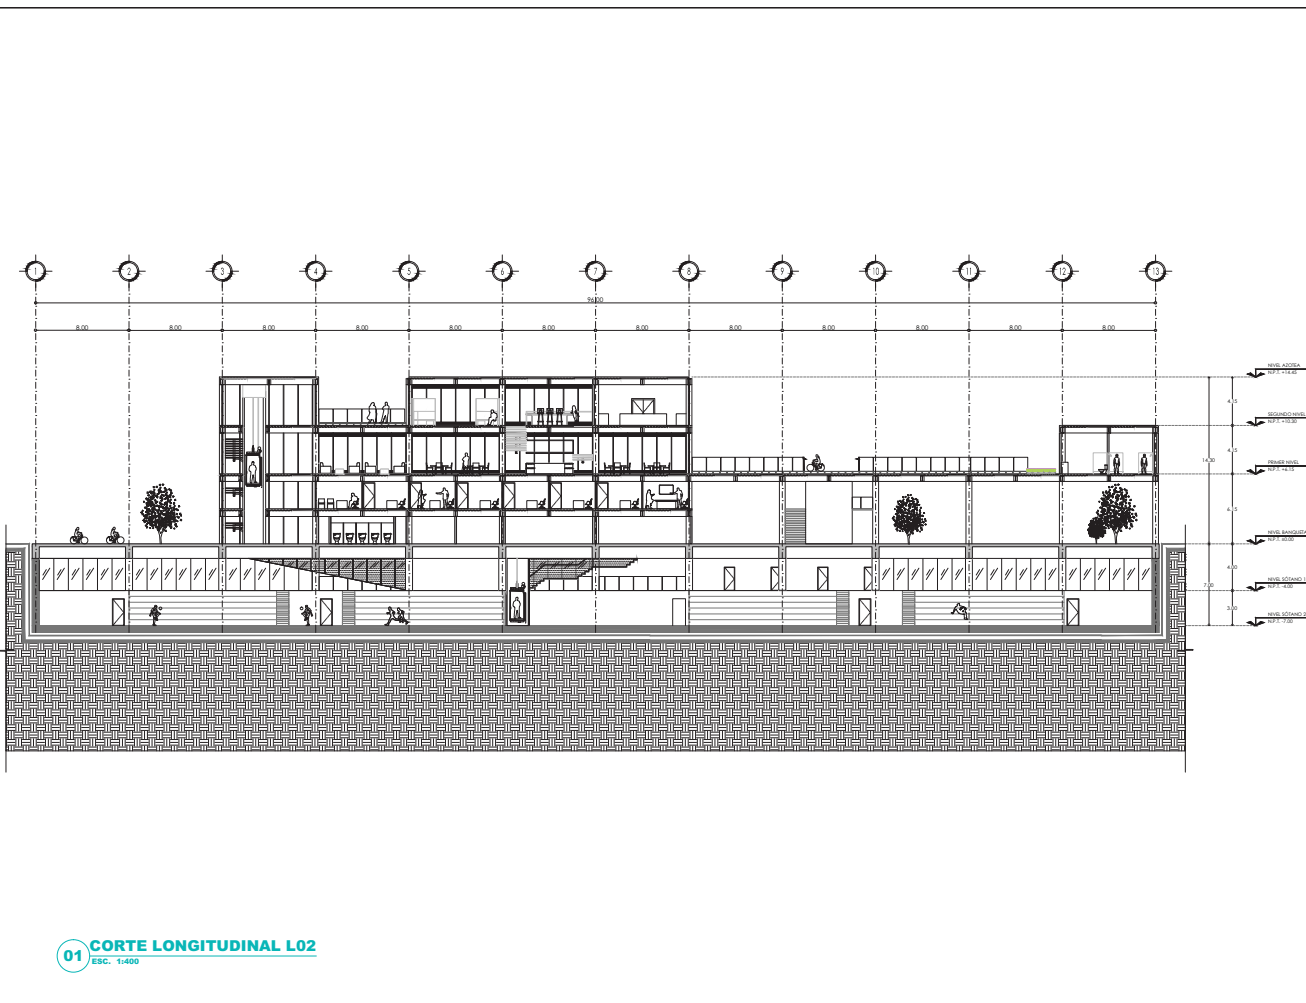 1 2 3 4 5 6 7 8 9 10 11 12 13
96.00
8.00 8.00 8.00 8.00 8.00 8.00 8.00 8.00 8.00 8.00 8.00 8.00
NIVEL AZOTEA
N.P.T. +14.45
SEGUNDO NIVEL
N.P.T. +10.30
PRIMER NIVEL
N.P.T. +6.15
NIVEL BANQUETA
NIVEL SÓTANO 1
N.P.T. -4.00
NIVEL SÓTANO 2
N.P.T. -7.00
7.00
4.00
3.00
01 CORTE LONGITUDINAL L02
ESC. 1:400